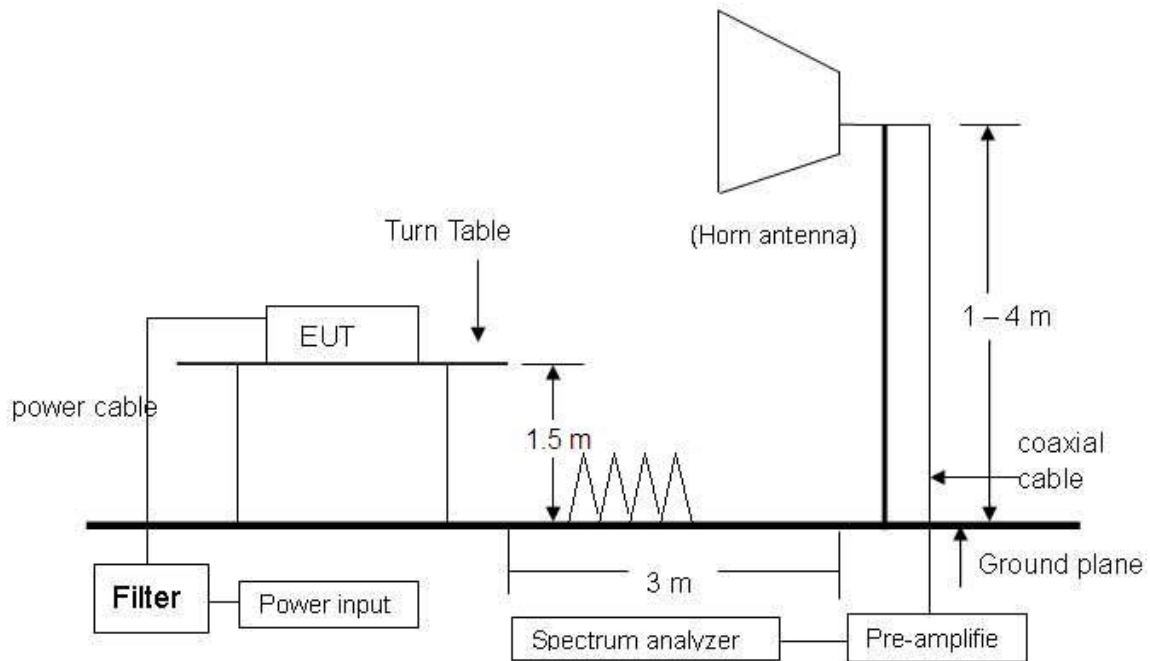 (Horn antenna)
Turn Table
EUT
1 – 4 m
power cable
1.5 m
coaxial
cable
Ground plane
3 m
Filter
Power input
Spectrum analyzer
Pre-amplifie